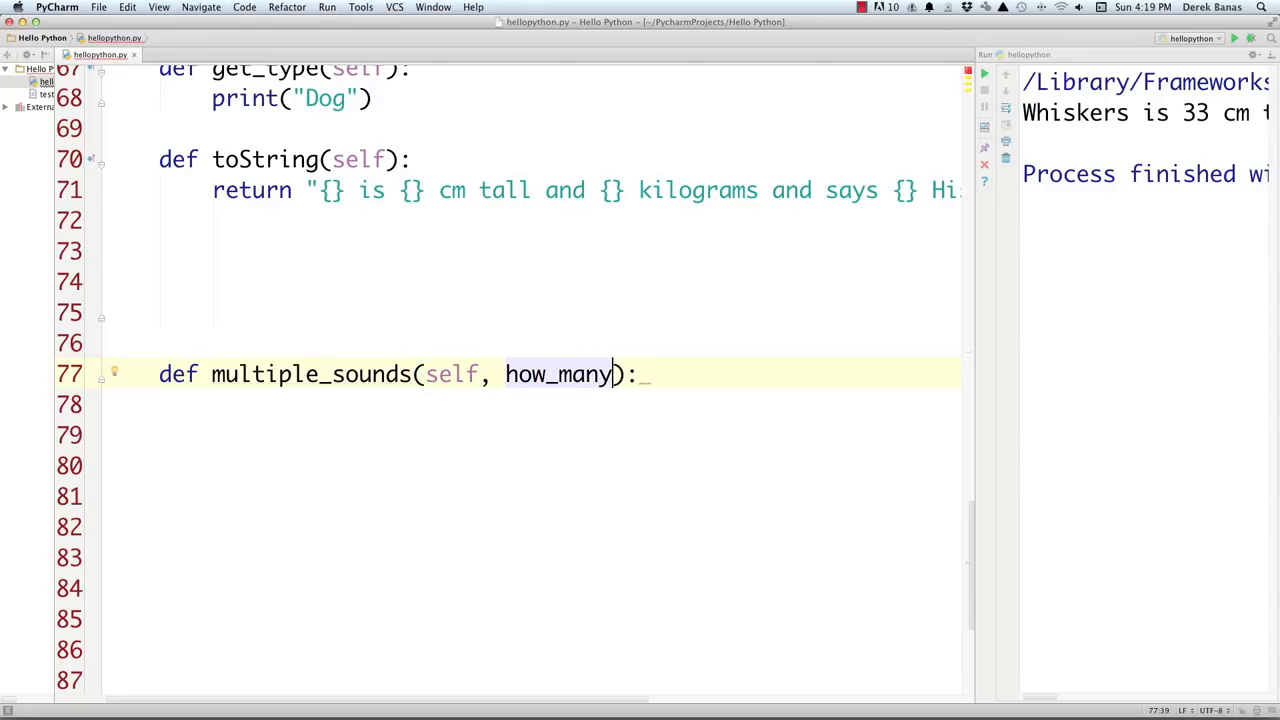 PyCharm File Edit View Navigate Code Refactor Run Tools VCS Window Help 10 Sun 4:19 PM Derek Banas
hellopython.py - Hello Python - [~/PycharmProjects/Hello Python]
Hello Python hellopython.py hellopython
hellopython.py Run hellopython
Hello P
hell
test
Externa
67 def get_type(self):
68 print("Dog")
69
70 def toString(self):
71 return "{} is {} cm tall and {} kilograms and says {} Hi
72
73
74
75
76
77 def multiple_sounds(self, how_many):
78
79
80
81
82
83
84
85
86
87
/Library/Frameworks
Whiskers is 33 cm t
Process finished wi
77:39 LF UTF-8